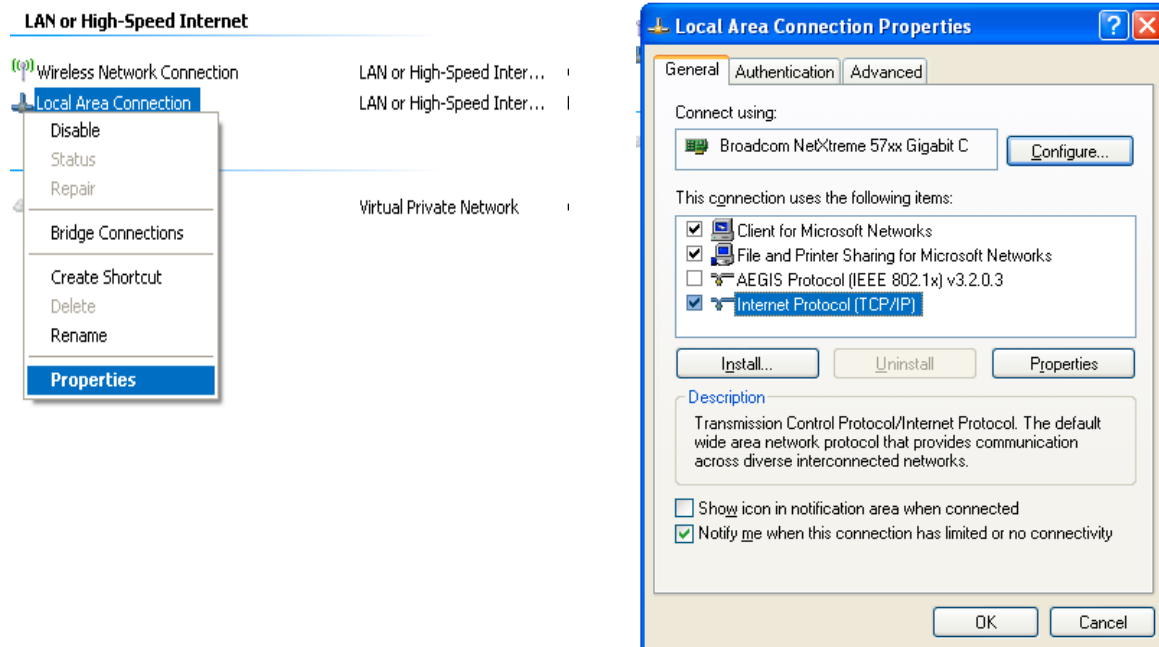 LAN or High-Speed Internet
Wireless Network Connection LAN or High-Speed Inter...
Local Area Connection LAN or High-Speed Inter...
Disable
Status
Repair
Virtual Private Network
Bridge Connections
Create Shortcut
Delete
Rename
Properties
Local Area Connection Properties
General Authentication Advanced
Connect using:
Broadcom NetXtreme 57xx Gigabit C Configure...
This connection uses the following items:
Client for Microsoft Networks
File and Printer Sharing for Microsoft Networks
AEGIS Protocol (IEEE 802.1x) v3.2.0.3
Internet Protocol (TCP/IP)
Install... Uninstall Properties
Description
Transmission Control Protocol/Internet Protocol. The default
wide area network protocol that provides communication
across diverse interconnected networks.
Show icon in notification area when connected
Notify me when this connection has limited or no connectivity
OK Cancel